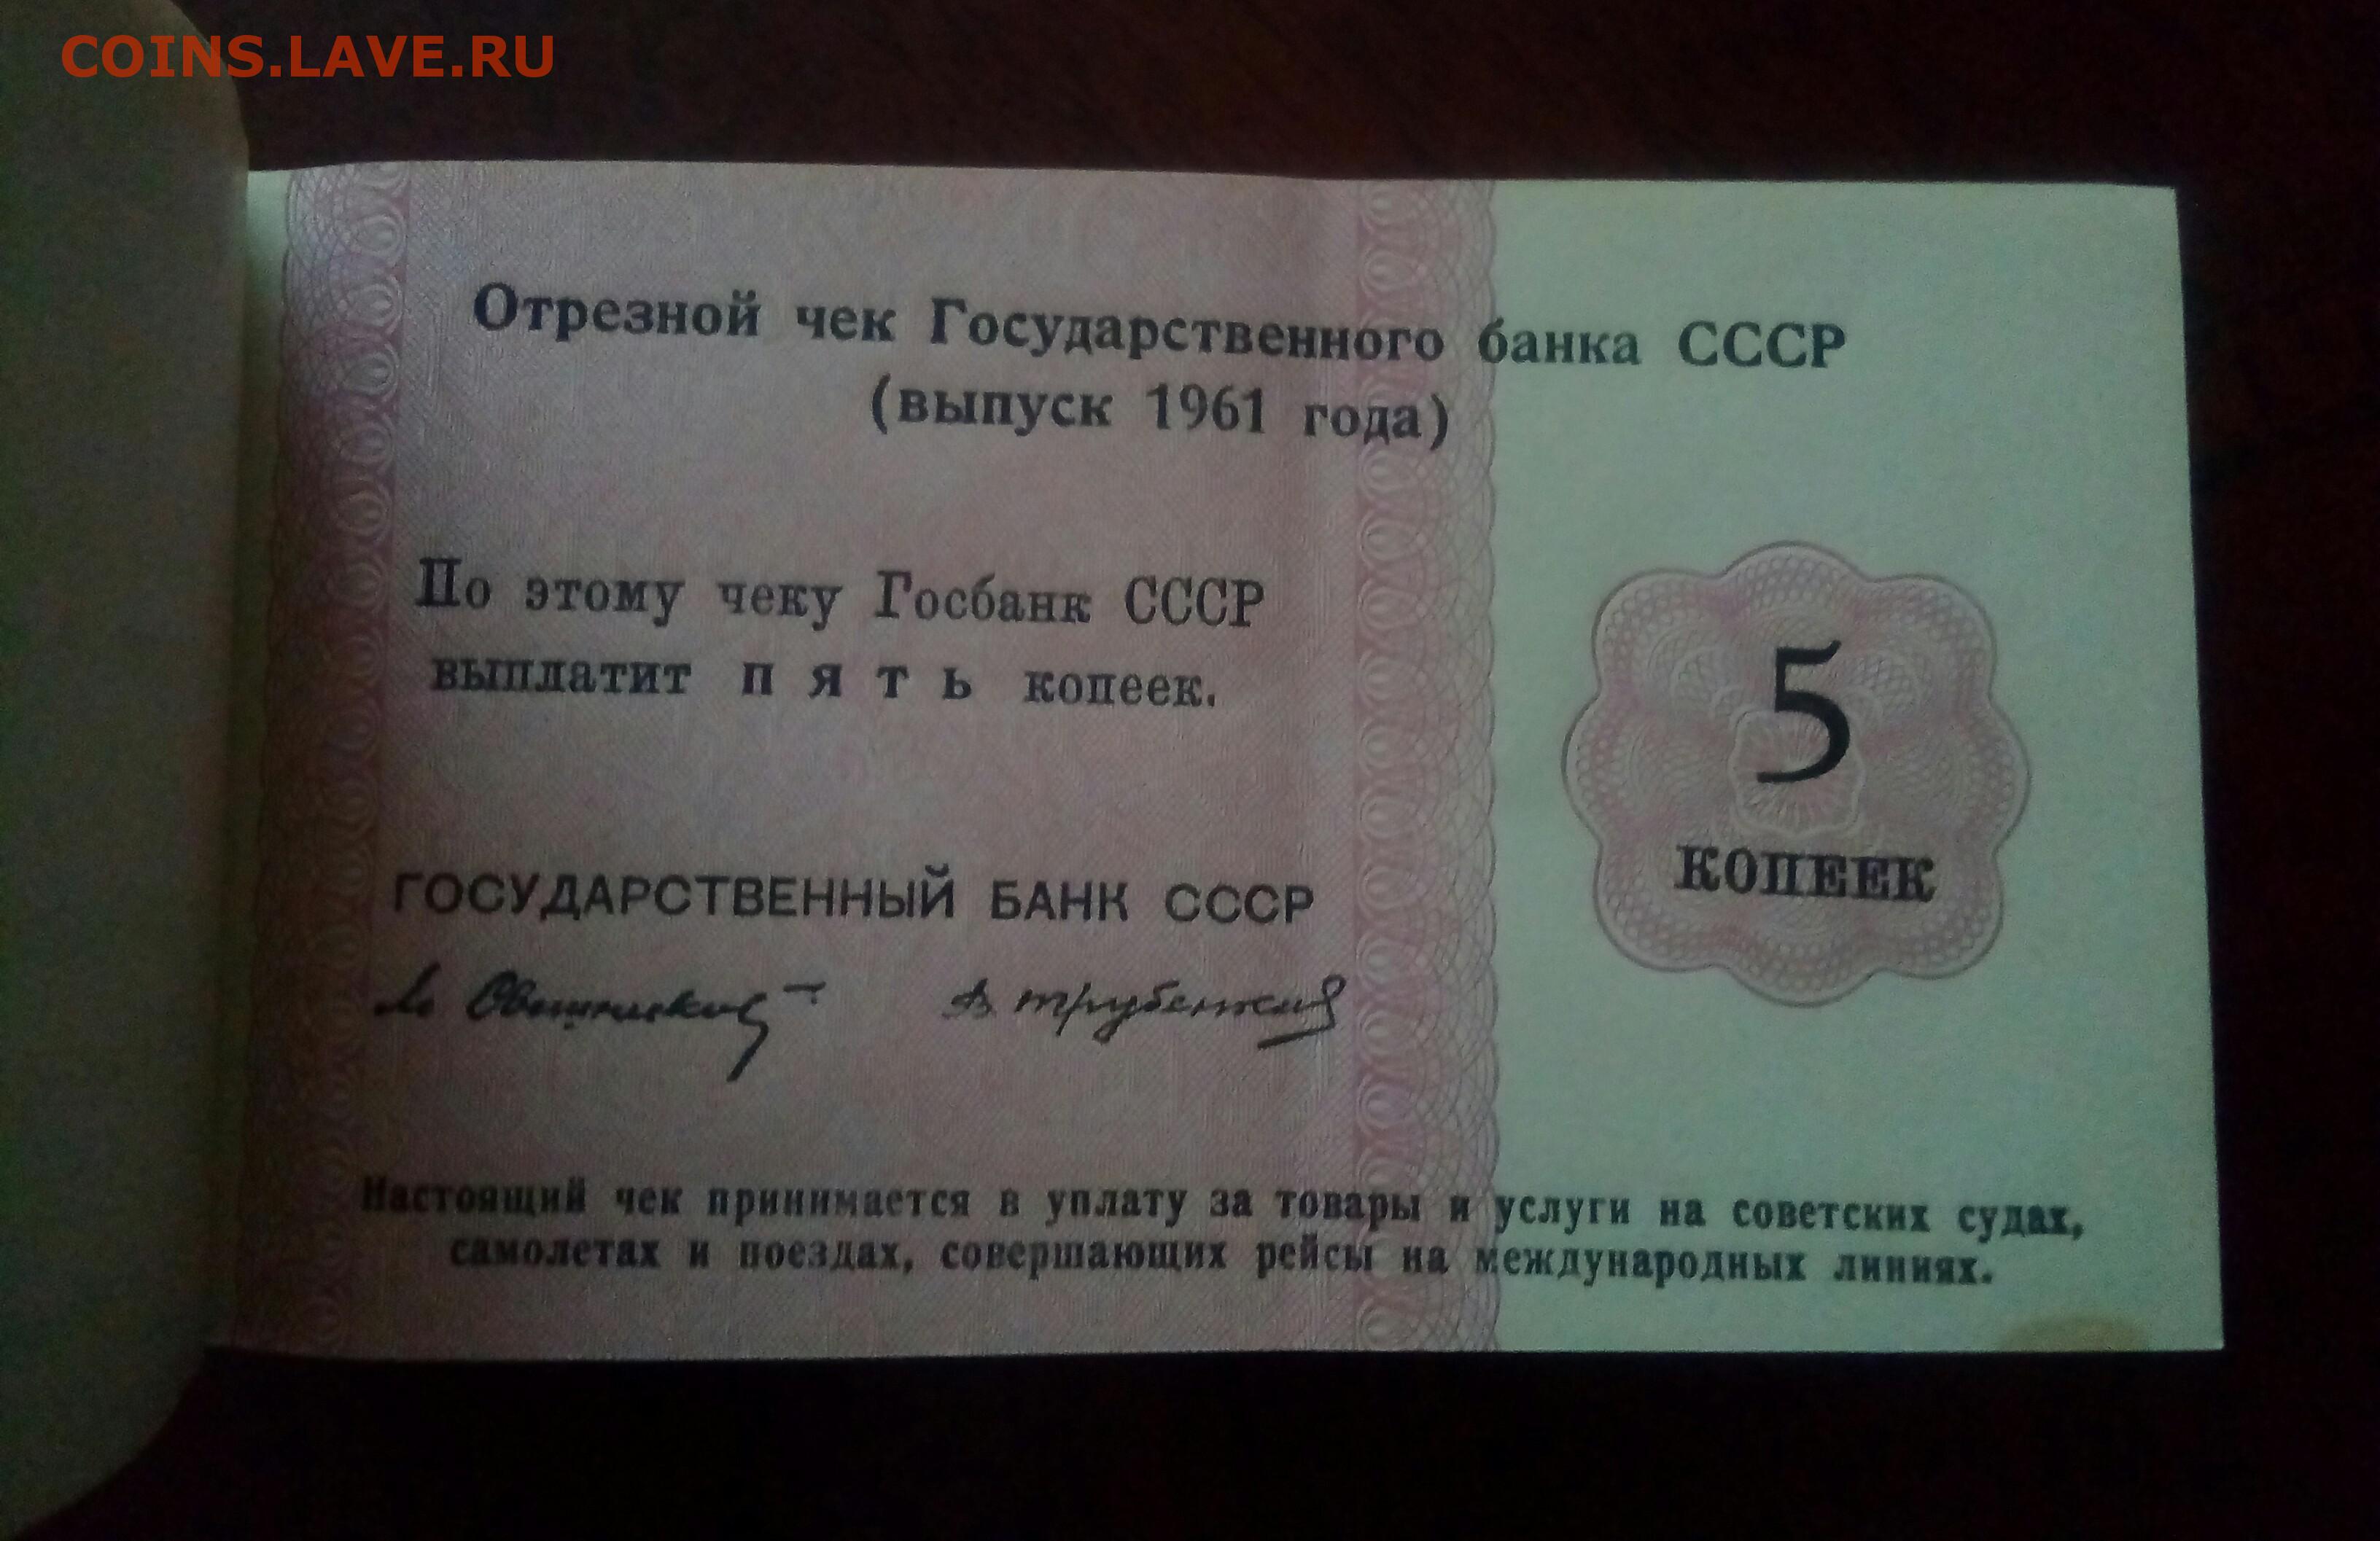 COINS.LAVE.RU
Отрезной чек Государственного банка СССР
(выпуск 1961 года)
По этому чеку Госбанк СССР
выплатит пять копеек.
5
КОПЕЕК
ГОСУДАРСТВЕННЫЙ БАНК СССР
Настоящий чек принимается в уплату за товары и услуги на советских судах,
самолетах и поездах, совершающих рейсы на международных линиях.